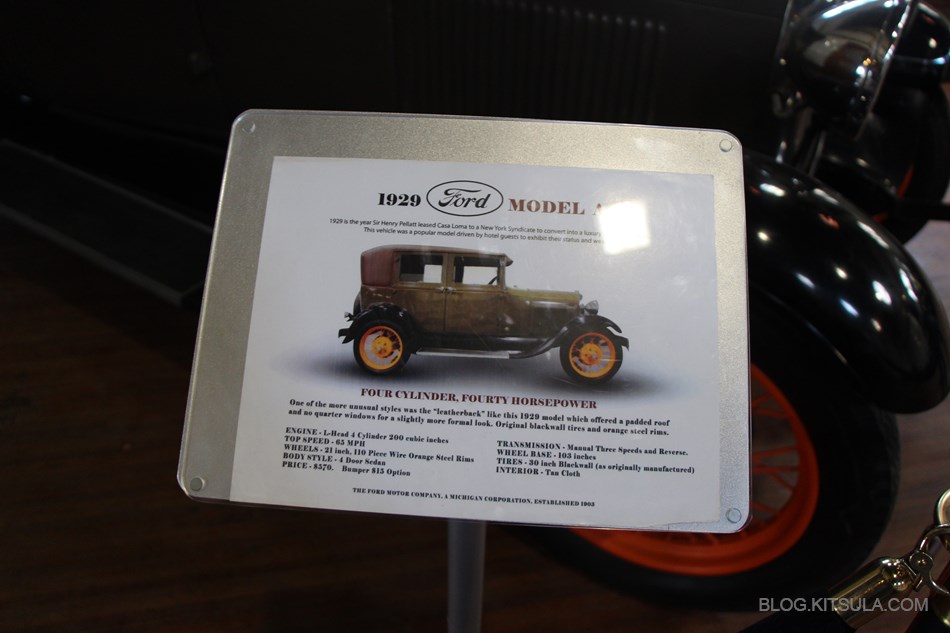 1929 Ford MODEL
1929 is the year Sir Henry Pellatt leased Casa Loma to a New York Syndicate to convert into a luxury
This vehicle was a popular model driven by hotel guests to exhibit their status and
FOUR CYLINDER, FOURTY HORSEPOWER
One of the more unusual styles was the "leatherback" like this 1929 model which offered a padded roof
and no quarter windows for a slightly more formal look. Original blackwall tires and orange steel rims.
ENGINE - L-Head 4 Cylinder 200 cubic inches
TOP SPEED - 65 MPH
WHEELS - 21 inch, 110 Piece Wire Orange Steel Rims
BODY STYLE - 4 Door Sedan
PRICE - $570. Bumper $15 Option
TRANSMISSION - Manual Three Speeds and Reverse.
WHEEL BASE - 103 inches
TIRES - 30 inch Blackwall (as originally manufactured)
INTERIOR - Tan Cloth
THE FORD MOTOR COMPANY, A MICHIGAN CORPORATION, ESTABLISHED 1903
BLOG.KITSULA.COM